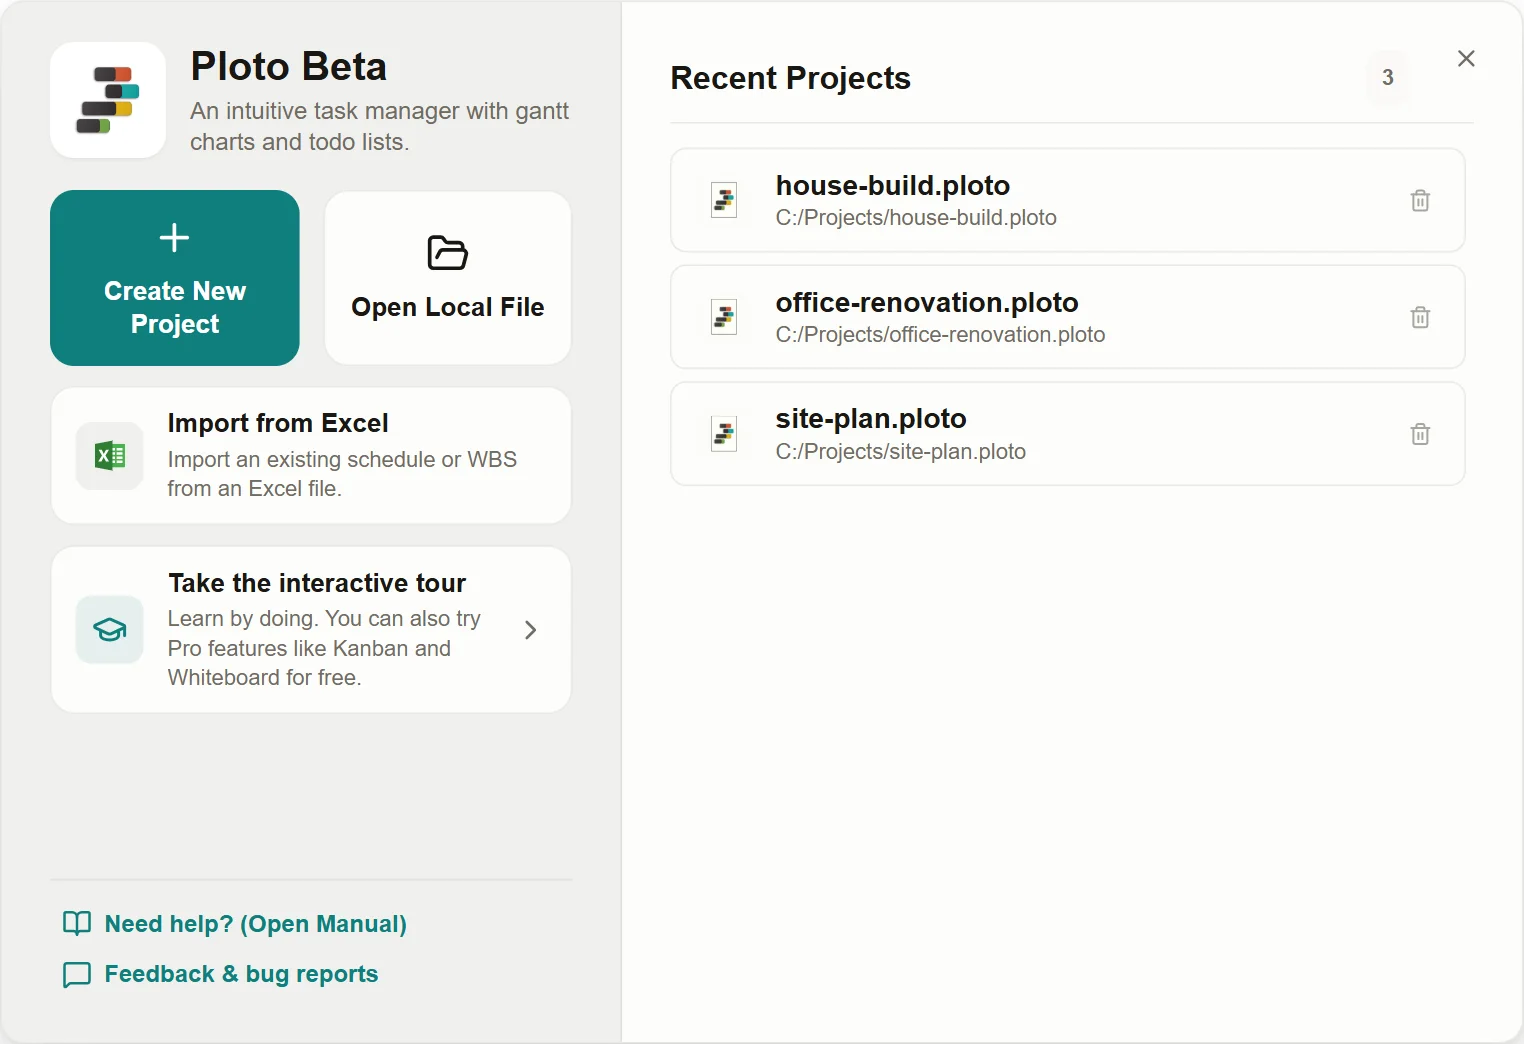 Ploto Beta
An intuitive task manager with gantt
charts and todo lists.
Create New
Project
Open Local File
Import from Excel
Import an existing schedule or WBS
from an Excel file.
Take the interactive tour
Learn by doing. You can also try
Pro features like Kanban and
Whiteboard for free.
Need help? (Open Manual)
Feedback & bug reports
Recent Projects
3
house-build.ploto
C:/Projects/house-build.ploto
office-renovation.ploto
C:/Projects/office-renovation.ploto
site-plan.ploto
C:/Projects/site-plan.ploto